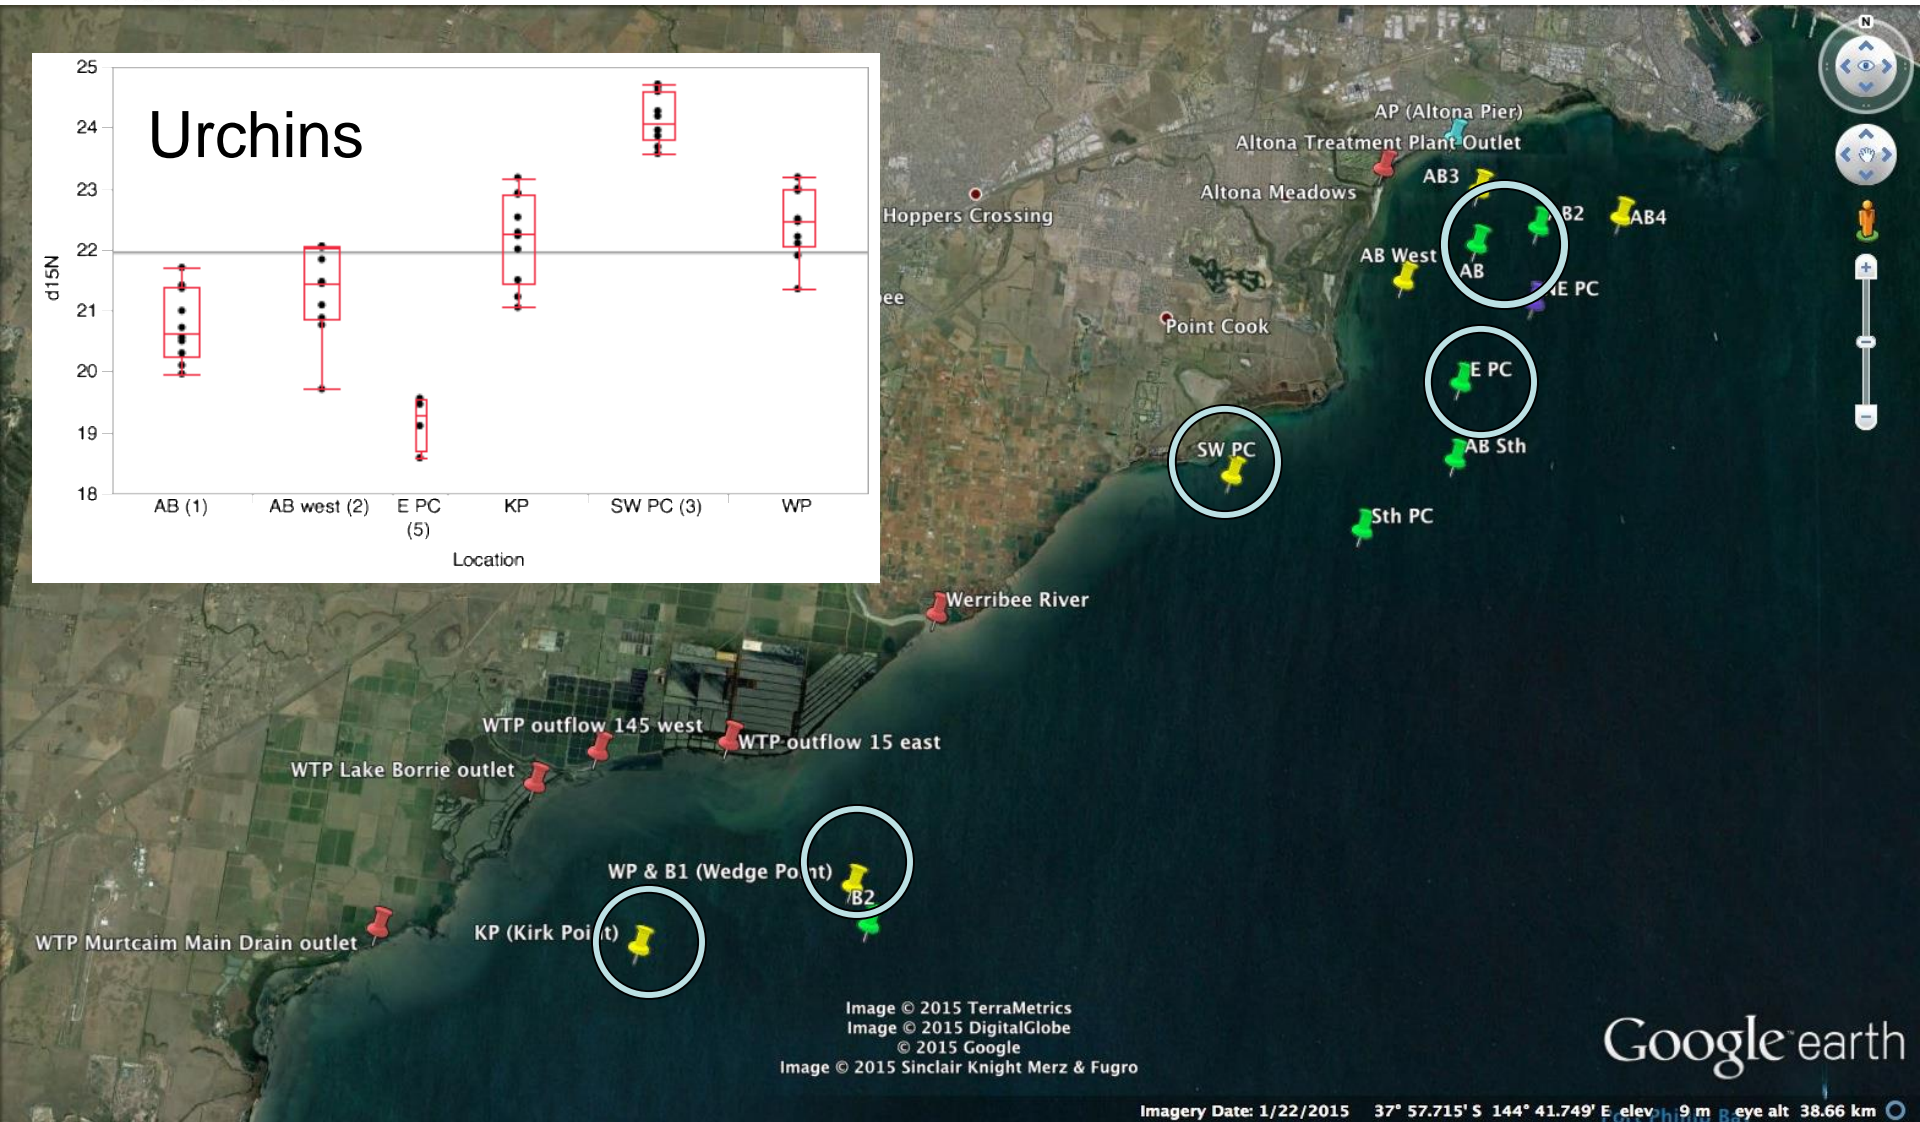 Urchins
25
24
23
22
21
20
19
18
d15N
AB (1)
AB west (2)
E PC
(5)
KP
SW PC (3)
WP
Location
N
AP (Altona Pier)
Altona Treatment Plant Outlet
AB3
Altona Meadows
Hoppers Crossing
B2
AB4
AB West
AB
NE PC
ee
Point Cook
E PC
SW PC
AB Sth
Sth PC
Werribee River
WTP outflow 145 west
WTP outflow 15 east
WTP Lake Borrie outlet
WP & B1 (Wedge Point)
B2
KP (Kirk Point)
WTP Murtcaim Main Drain outlet
Image © 2015 TerraMetrics
Image © 2015 DigitalGlobe
© 2015 Google
Image © 2015 Sinclair Knight Merz & Fugro
Google earth
Imagery Date: 1/22/2015 37° 57.715' S 144° 41.749' E elev 9 m eye alt 38.66 km